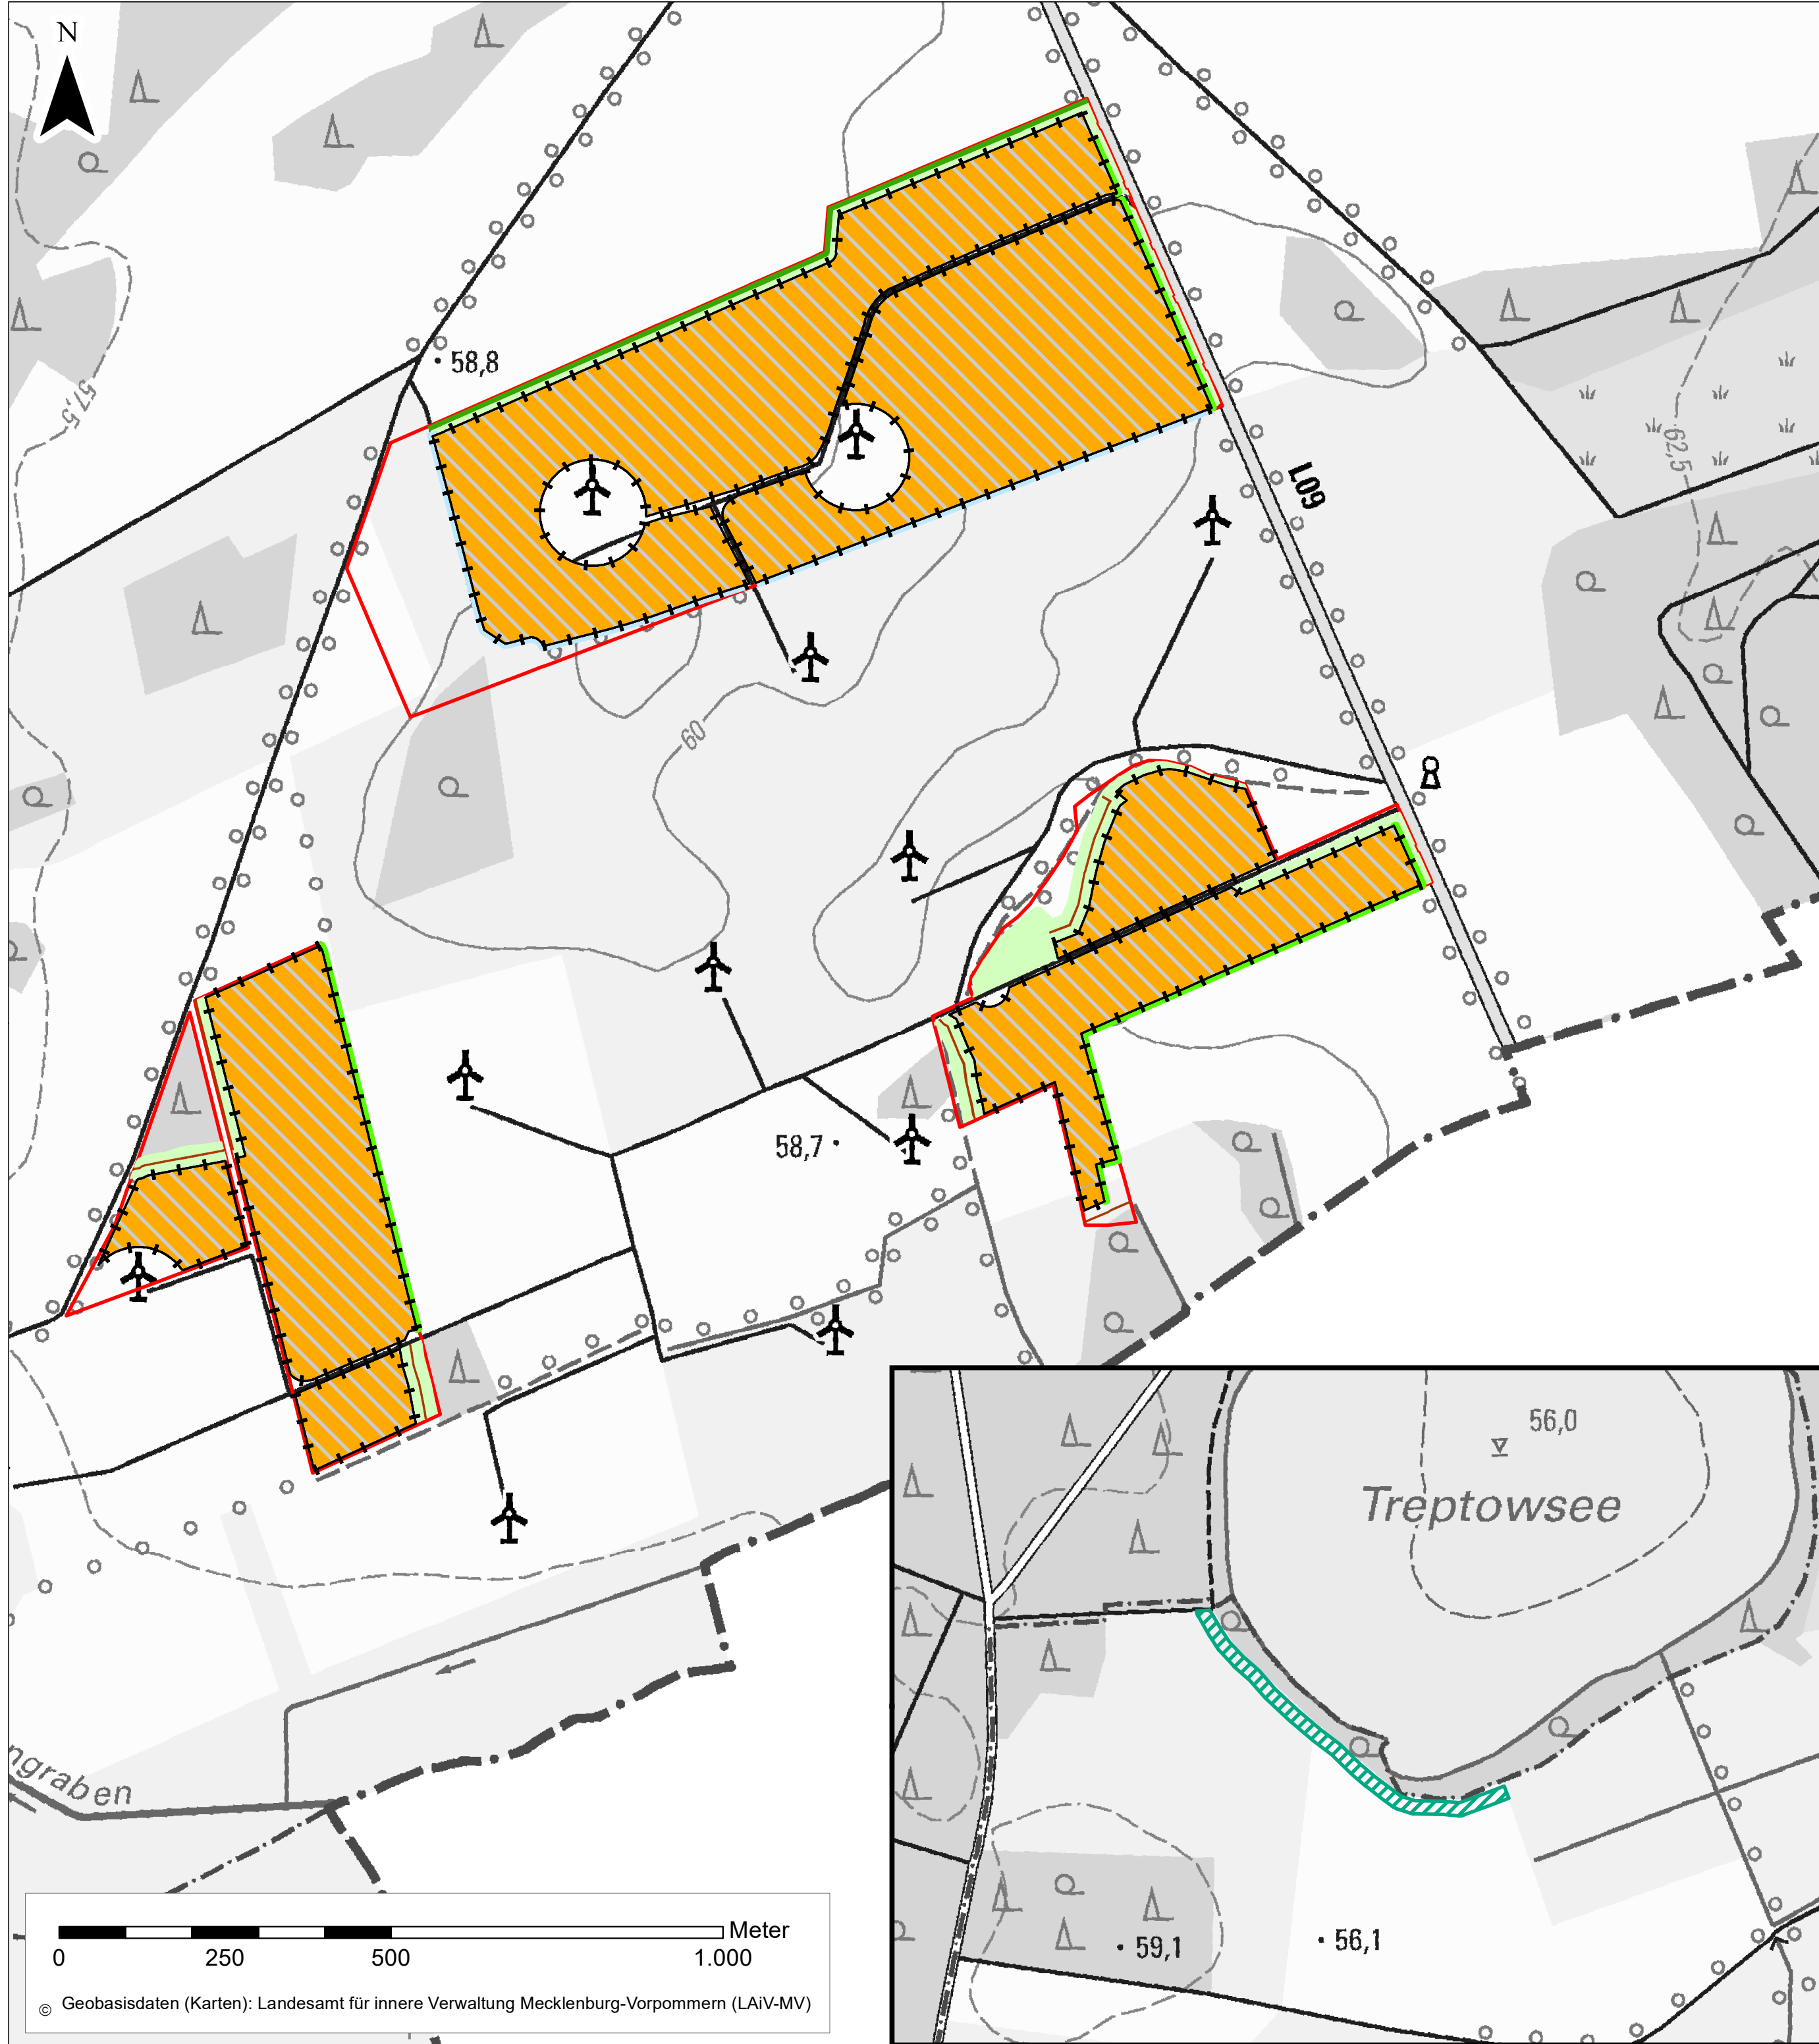 N
58,8
57,5
L09
62,5
60
58,7
56,0
Treptowsee
ngraben
59,1
56,1
Meter
0 250 500 1.000
© Geobasisdaten (Karten): Landesamt für innere Verwaltung Mecklenburg-Vorpommern (LAiV-MV)